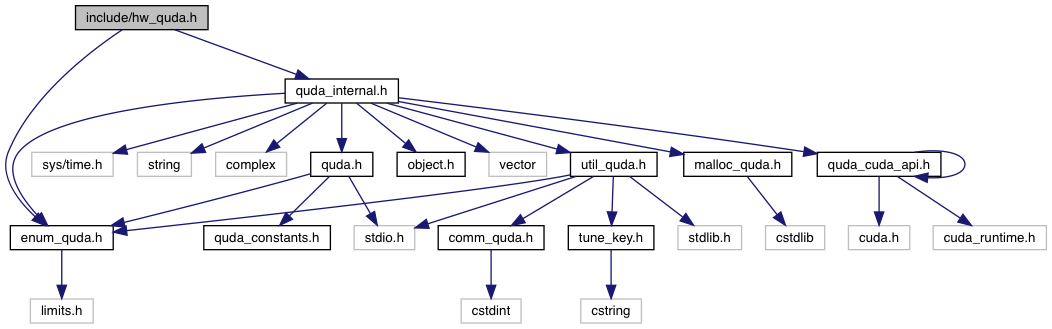 include/hw_quda.h
quda_internal.h
sys/time.h
string
complex
quda.h
object.h
vector
util_quda.h
malloc_quda.h
quda_cuda_api.h
enum_quda.h
quda_constants.h
stdio.h
comm_quda.h
tune_key.h
stdlib.h
cstdlib
cuda.h
cuda_runtime.h
limits.h
cstdint
cstring